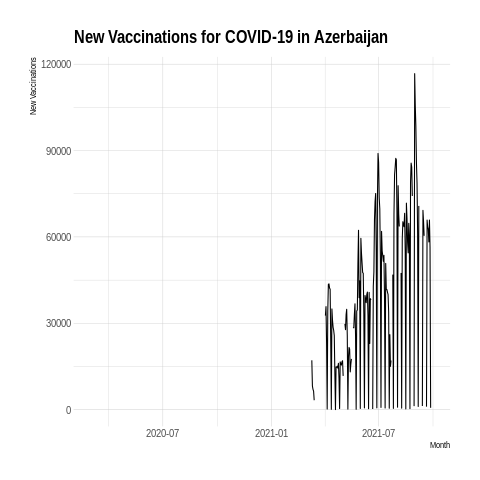 New Vaccinations for COVID-19 in Azerbaijan
New Vaccinations
120000
90000
60000
30000
0
2020-07 2021-01 2021-07
Month